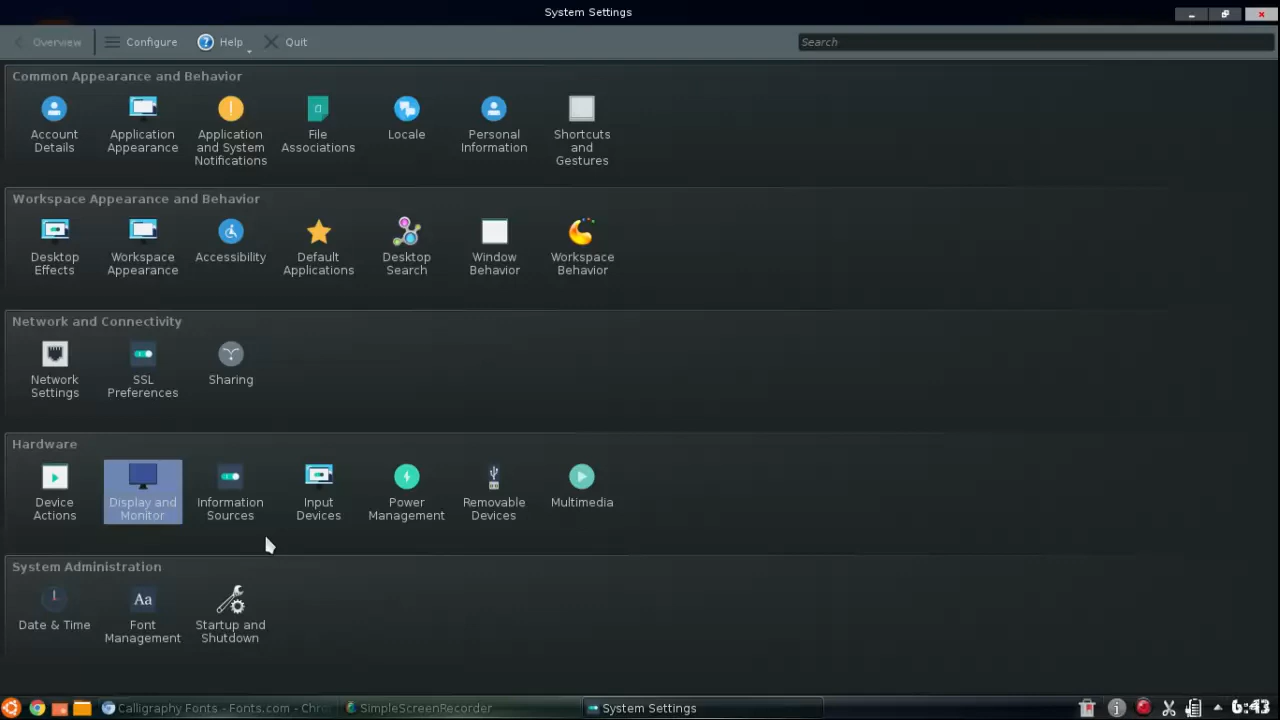 System Settings
Overview Configure Help Quit Search
Common Appearance and Behavior
Account Details
Application Appearance
Application and System Notifications
File Associations
Locale
Personal Information
Shortcuts and Gestures
Workspace Appearance and Behavior
Desktop Effects
Workspace Appearance
Accessibility
Default Applications
Desktop Search
Window Behavior
Workspace Behavior
Network and Connectivity
Network Settings
SSL Preferences
Sharing
Hardware
Device Actions
Display and Monitor
Information Sources
Input Devices
Power Management
Removable Devices
Multimedia
System Administration
Date & Time
Aa
Font Management
Startup and Shutdown
Calligraphy Fonts - Fonts.com - Chro
SimpleScreenRecorder
System Settings
6:43